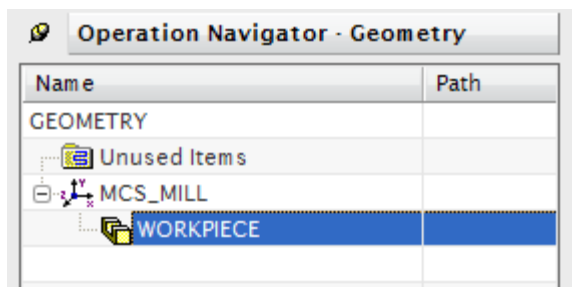 Operation Navigator - Geometry
Name Path
GEOMETRY
Unused Items
MCS_MILL
WORKPIECE